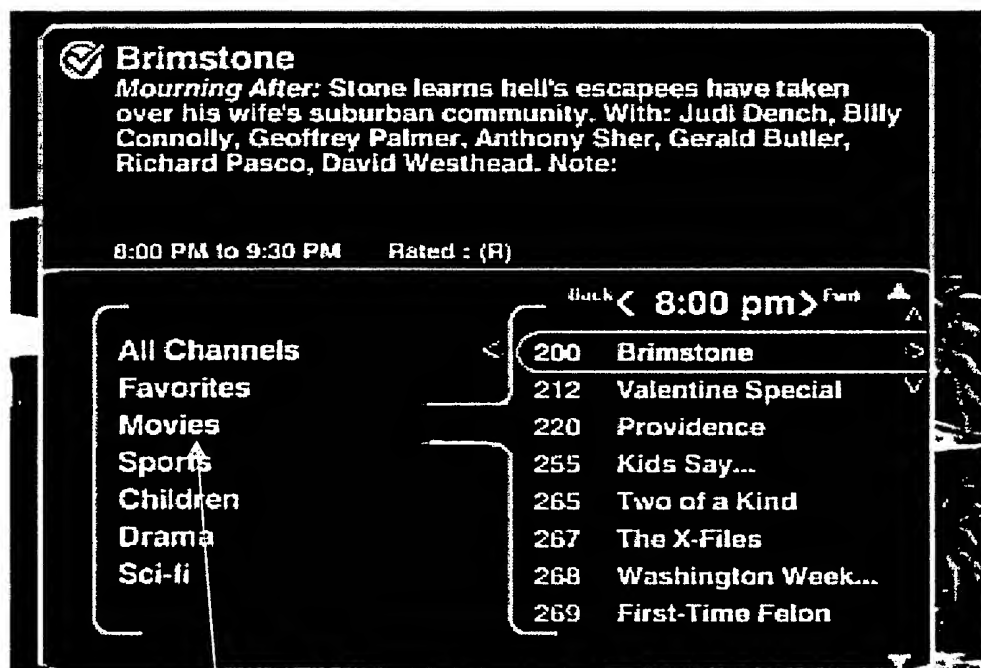 Brimstone
Mourning After: Stone learns hell's escapees have taken
over his wife's suburban community. With: Judi Dench, Billy
Connolly, Geoffrey Palmer, Anthony Sher, Gerald Butler,
Richard Pasco, David Westhead. Note:
8:00 PM to 9:30 PM Rated : (R)
Back < 8:00 pm > Fwd
All Channels
Favorites
Movies
Sports
Children
Drama
Sci-fi
200 Brimstone
212 Valentine Special
220 Providence
255 Kids Say...
265 Two of a Kind
267 The X-Files
268 Washington Week...
269 First-Time Felon